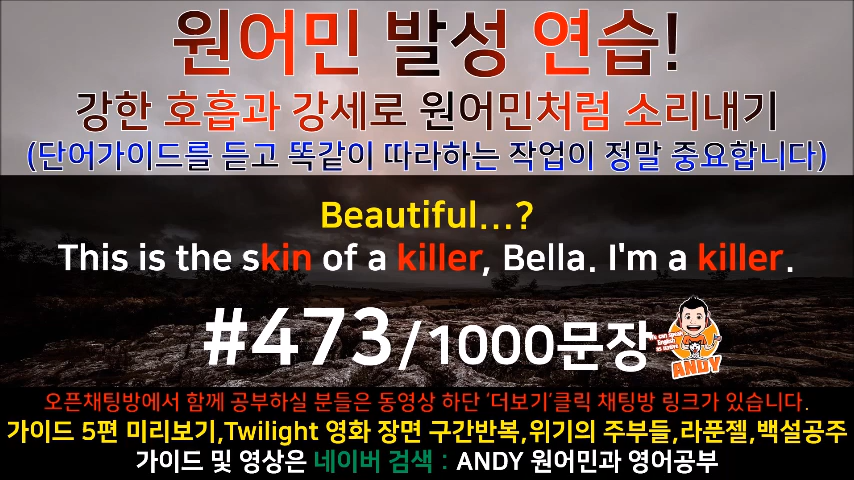 원어민 발성 연습!
강한 호흡과 강세로 원어민처럼 소리내기
(단어가이드를 듣고 똑같이 따라하는 작업이 정말 중요합니다)
Beautiful...?
This is the skin of a killer, Bella. I'm a killer.
#473/1000문장
We can speak
English
as native
ANDY
오픈채팅방에서 함께 공부하실 분들은 동영상 하단 '더보기'클릭 채팅방 링크가 있습니다.
가이드 5편 미리보기,Twilight 영화 장면 구간반복,위기의 주부들,라푼젤,백설공주
가이드 및 영상은 네이버 검색 : ANDY 원어민과 영어공부